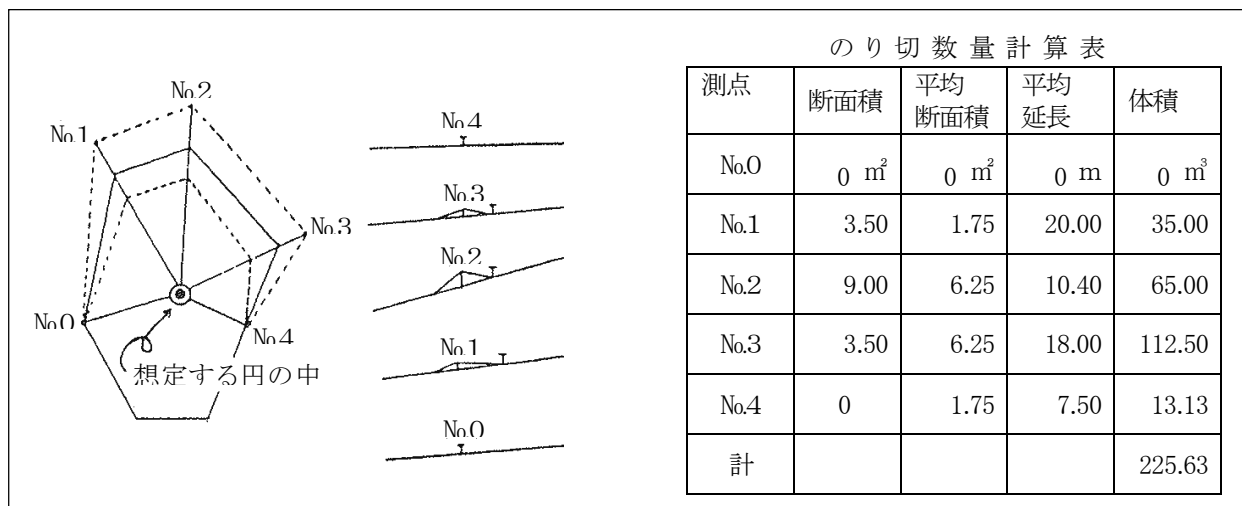 No.2
No.1
No.3
No.0
No.4
想定する円の中
No.4
No.3
No.2
No.1
No.0
のり切数量計算表
測点 断面積 平均断面積 平均延長 体積
No.0 0 ㎡ 0 ㎡ 0 m 0 ㎥
No.1 3.50 1.75 20.00 35.00
No.2 9.00 6.25 10.40 65.00
No.3 3.50 6.25 18.00 112.50
No.4 0 1.75 7.50 13.13
計 225.63